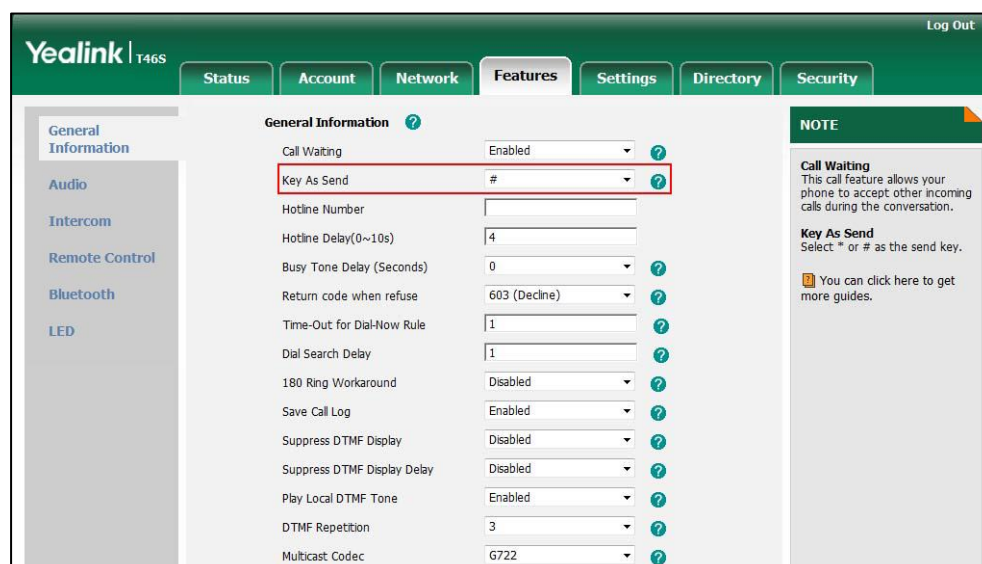 Log Out
Yealink | T46S
Status Account Network Features Settings Directory Security
General
Information
Audio
Intercom
Remote Control
Bluetooth
LED
General Information ?
Call Waiting Enabled ?
Key As Send # ?
Hotline Number
Hotline Delay(0~10s) 4
Busy Tone Delay (Seconds) 0 ?
Return code when refuse 603 (Decline) ?
Time-Out for Dial-Now Rule 1 ?
Dial Search Delay 1 ?
180 Ring Workaround Disabled ?
Save Call Log Enabled ?
Suppress DTMF Display Disabled ?
Suppress DTMF Display Delay Disabled ?
Play Local DTMF Tone Enabled ?
DTMF Repetition 3 ?
Multicast Codec G722 ?
NOTE
Call Waiting
This call feature allows your
phone to accept other incoming
calls during the conversation.
Key As Send
Select * or # as the send key.
? You can click here to get
more guides.